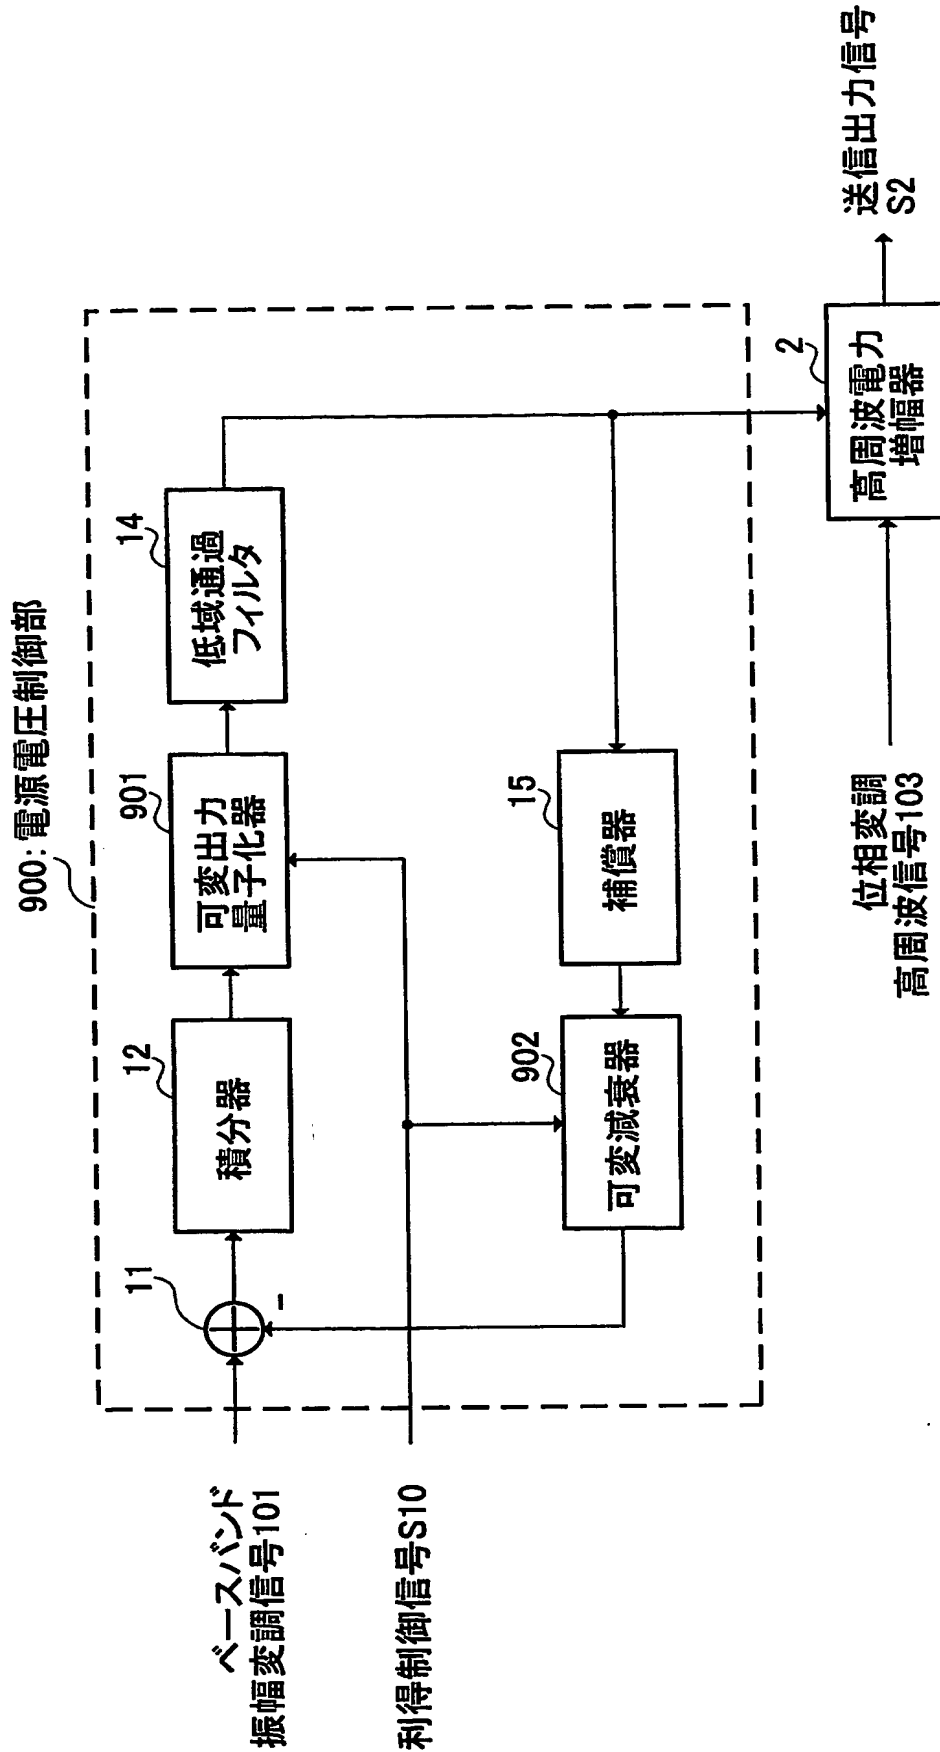 900:電源電圧制御部
ベースバンド
振幅変調信号101
11
-
12
積分器
901
可変出力
量子化器
14
低域通過
フィルタ
利得制御信号S10
902
可変減衰器
15
補償器
位相変調
高周波信号103
2
高周波電力
増幅器
送信出力信号
S2